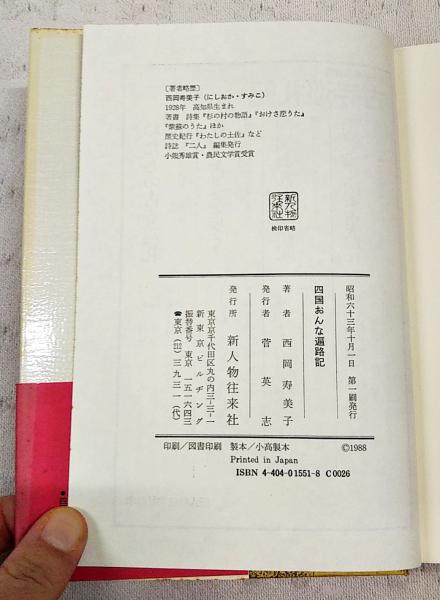 [著者略歴]
西岡寿美子(にしおか・すみこ)
1928年 高知県生まれ
著書 詩集『杉の村の物語』『おけさ恋うた』
『紫蘇のうた』ほか
歴史紀行『わたしの土佐』など
詩誌『二人』編集発行
小熊秀雄賞・農民文学賞受賞
新人物往来社
検印省略
昭和六十三年十月一日 第一刷発行
四国おんな遍路記
著者 西岡寿美子
発行者 菅英志
発行所 新人物往来社
東京京千代田区丸の内三-三-一
新東京ビルヂング
振替番号 東京 一五一六四三
☎東京(212)三九三一(代)
印刷/図書印刷 製本/小高製本 ©1988
Printed in Japan
ISBN 4-404-01551-8 C0026